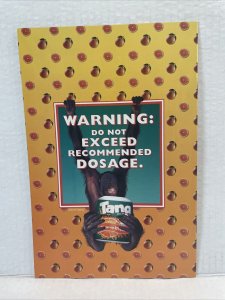 WARNING:
DO NOT
EXCEED
RECOMMENDED
DOSAGE.
Tang